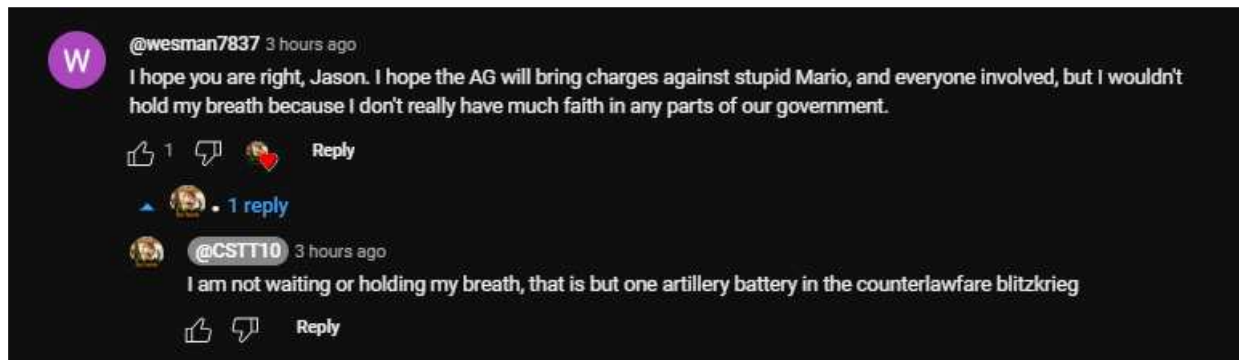 W
@wesman7837 3 hours ago
I hope you are right, Jason. I hope the AG will bring charges against stupid Mario, and everyone involved, but I wouldn't
hold my breath because I don't really have much faith in any parts of our government.
1 Reply
1 reply
@CSTT10 3 hours ago
I am not waiting or holding my breath, that is but one artillery battery in the counterlawfare blitzkrieg
Reply